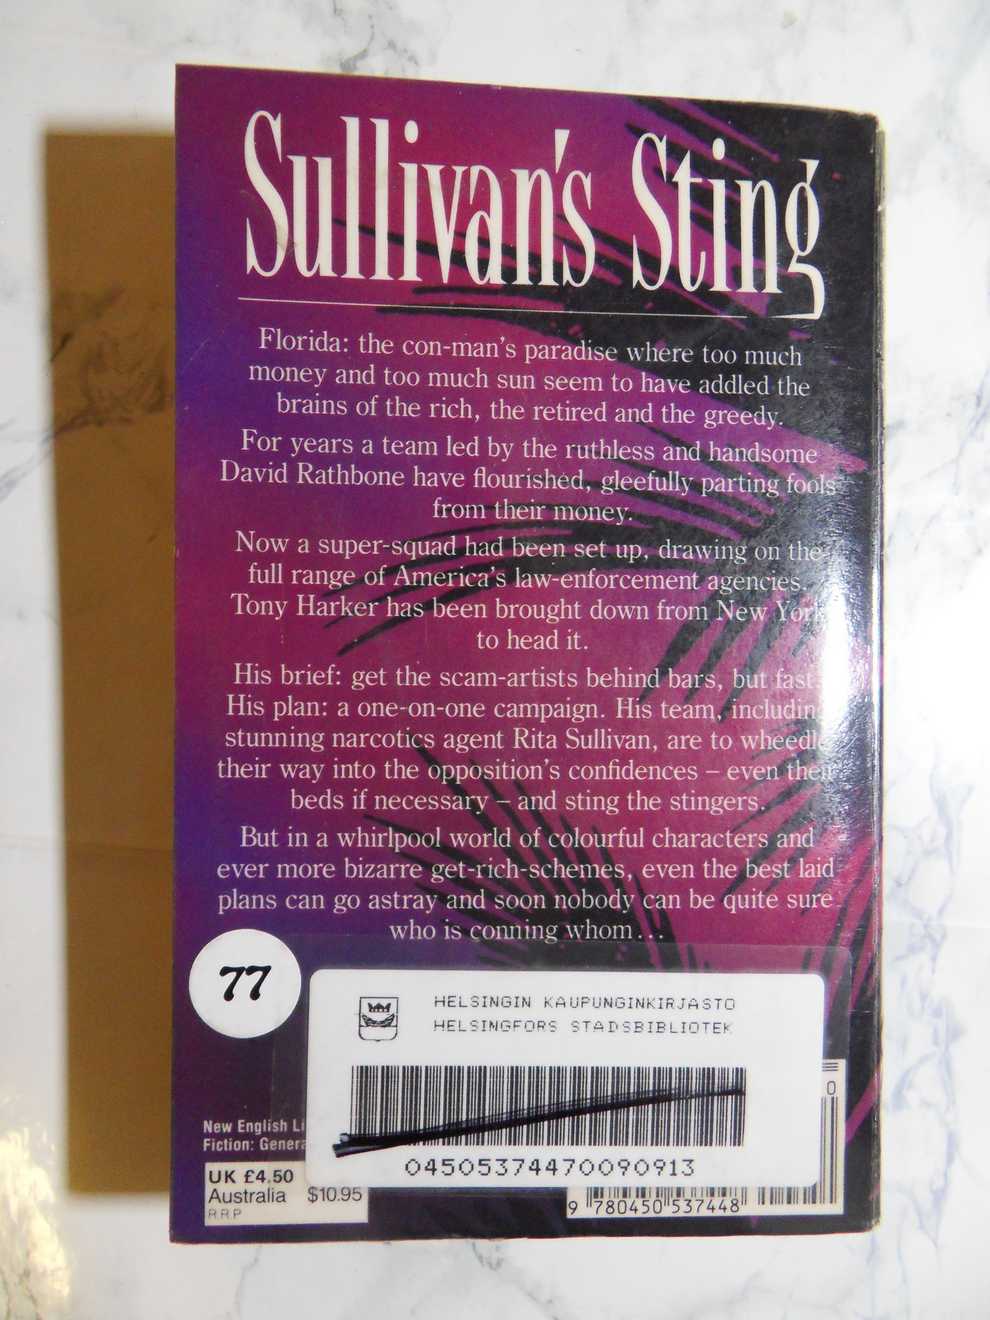 Sullivan's Sting
Florida: the con-man's paradise where too much
money and too much sun seem to have addled the
brains of the rich, the retired and the greedy.
For years a team led by the ruthless and handsome
David Rathbone have flourished, gleefully parting fools
from their money.
Now a super-squad had been set up, drawing on the
full range of America's law-enforcement agencies.
Tony Harker has been brought down from New York
to head it.
His brief: get the scam-artists behind bars, but fast.
His plan: a one-on-one campaign. His team, including
stunning narcotics agent Rita Sullivan, are to wheedle
their way into the opposition's confidences – even their
beds if necessary – and sting the stingers.
But in a whirlpool world of colourful characters and
ever more bizarre get-rich-schemes, even the best laid
plans can go astray and soon nobody can be quite sure
who is conning whom...
77
HELSINGIN KAUPUNGINKIRJASTO
HELSINGFORS STADSBIBLIOTEK
04505374470090913
New English Li
Fiction: Genera
UK £4.50
Australia $10.95
R.R.P
0
9 780450 537448